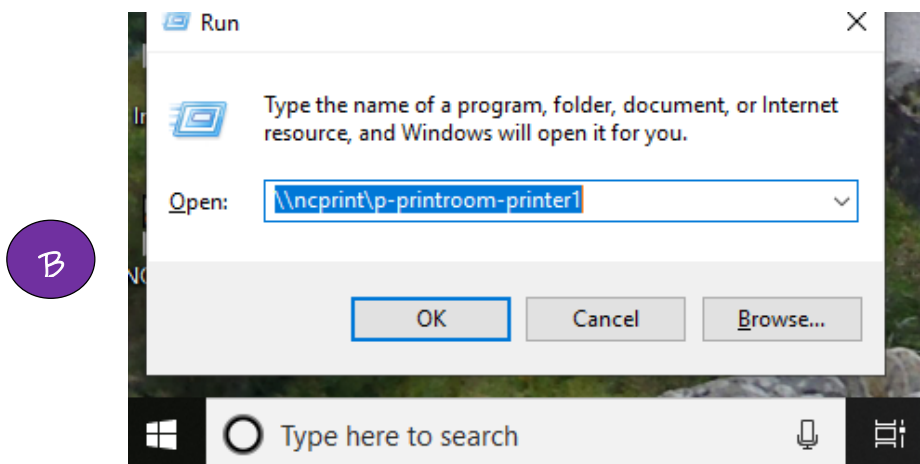 Run
Type the name of a program, folder, document, or Internet
resource, and Windows will open it for you.
Open: \\ncprint\p-printroom-printer1
B
OK Cancel Browse...
Type here to search